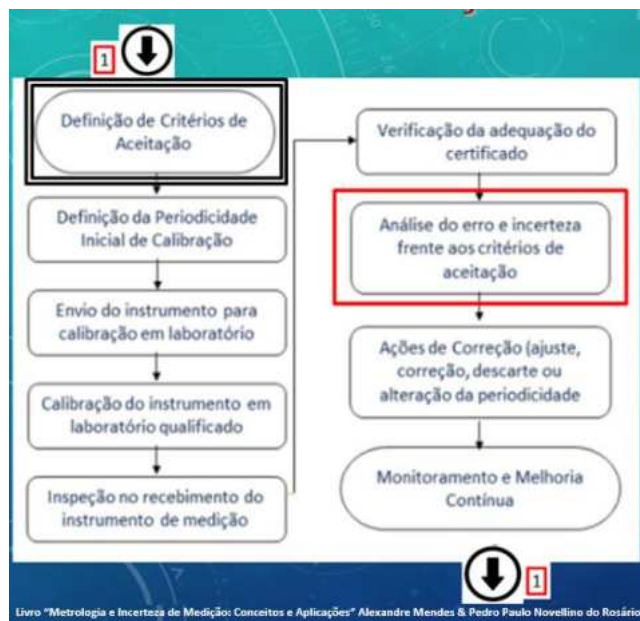 1
Definição de Critérios de
Aceitação
Definição da Periodicidade
Inicial de Calibração
Envio do instrumento para
calibração em laboratório
Calibração do instrumento em
laboratório qualificado
Inspeção no recebimento do
instrumento de medição
Verificação da adequação do
certificado
Análise do erro e incerteza
frente aos critérios de
aceitação
Ações de Correção (ajuste,
correção, descarte ou
alteração da periodicidade
Monitoramento e Melhoria
Contínua
1
Livro "Metrologia e Incerteza de Medição: Conceitos e Aplicações" Alexandre Mendes & Pedro Paulo Novellino do Rosário